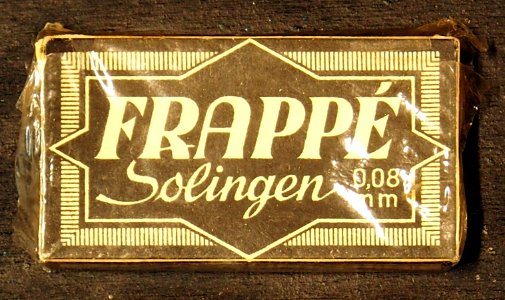 FRAPPÉ
Solingen
0,08
mm